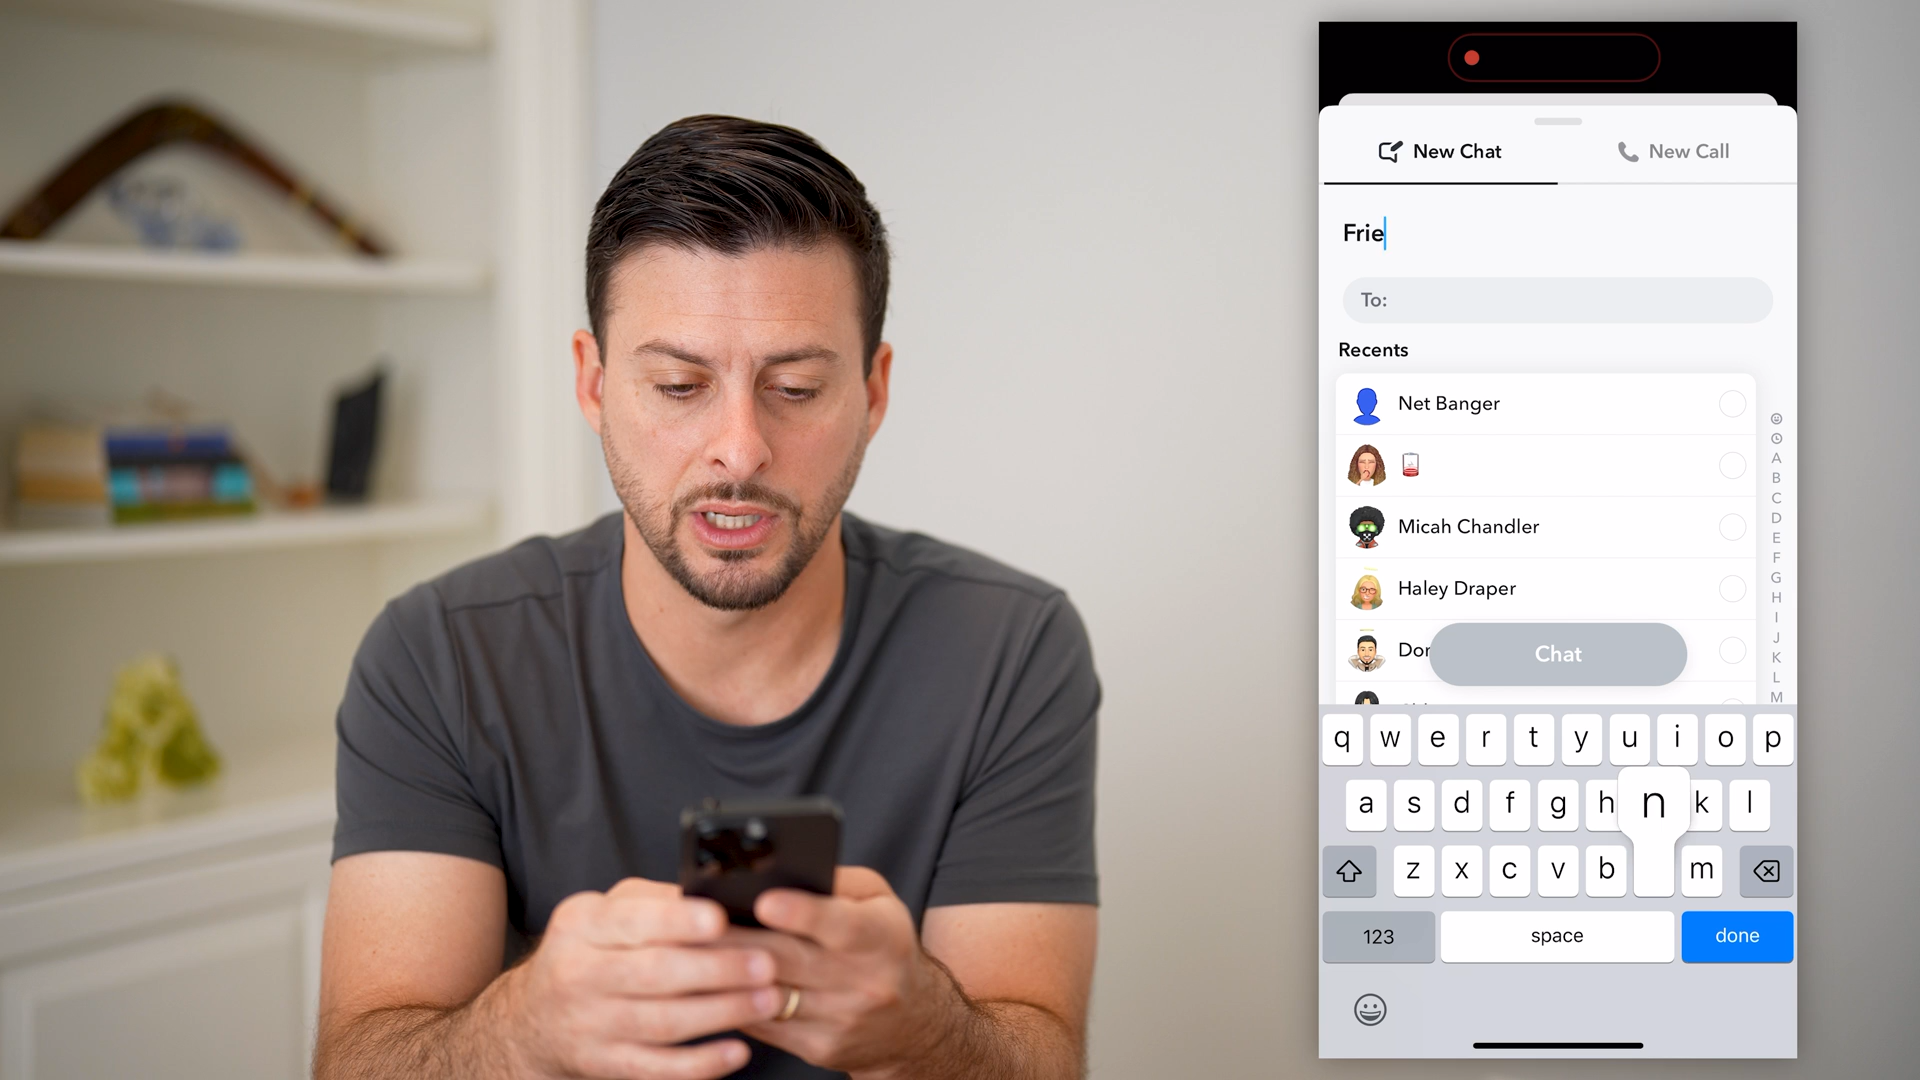 New Chat
New Call
Frie
To:
Recents
Net Banger
Micah Chandler
Haley Draper
Dor
Chat
A
B
C
D
E
F
G
H
I
J
K
L
M
q w e r t y u i o p
a s d f g h n k l
z x c v b m
123 space done